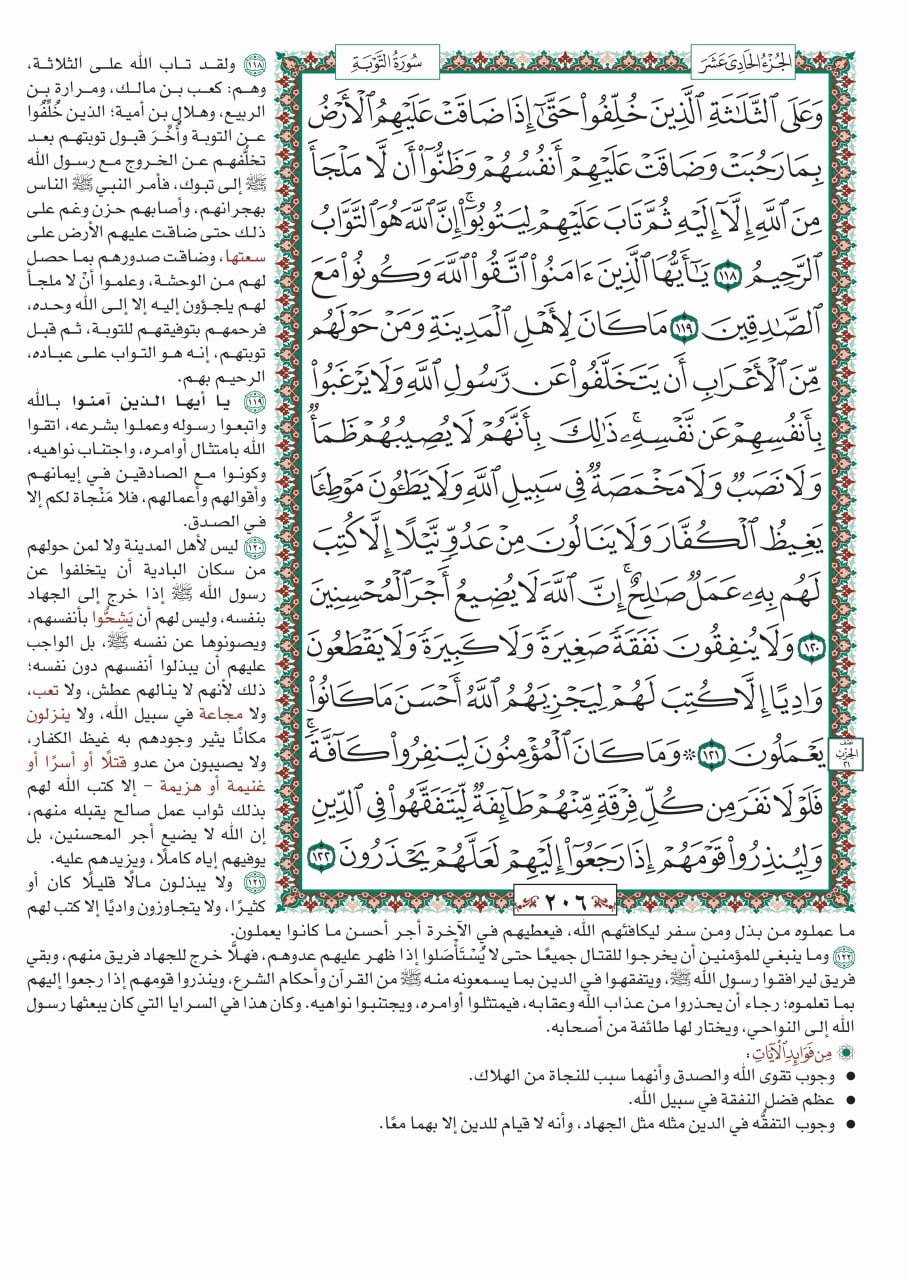 الجُزْءُ الحَادِي عَشَرَ
سُورَةُ التَّوْبَةِ
وَعَلَى ٱلثَّلَٰثَةِ ٱلَّذِينَ خُلِّفُوا۟ حَتَّىٰٓ إِذَا ضَاقَتْ عَلَيْهِمُ ٱلْأَرْضُ
بِمَا رَحُبَتْ وَضَاقَتْ عَلَيْهِمْ أَنفُسُهُمْ وَظَنُّوٓا۟ أَن لَّا مَلْجَأَ
مِنَ ٱللَّهِ إِلَّآ إِلَيْهِ ثُمَّ تَابَ عَلَيْهِمْ لِيَتُوبُوٓا۟ۚ إِنَّ ٱللَّهَ هُوَ ٱلتَّوَّابُ
ٱلرَّحِيمُ ١١٨ يَٰٓأَيُّهَا ٱلَّذِينَ ءَامَنُوا۟ ٱتَّقُوا۟ ٱللَّهَ وَكُونُوا۟ مَعَ
ٱلصَّٰدِقِينَ ١١٩ مَا كَانَ لِأَهْلِ ٱلْمَدِينَةِ وَمَنْ حَوْلَهُم
مِّنَ ٱلْأَعْرَابِ أَن يَتَخَلَّفُوا۟ عَن رَّسُولِ ٱللَّهِ وَلَا يَرْغَبُوا۟
بِأَنفُسِهِمْ عَن نَّفْسِهِۦۚ ذَٰلِكَ بِأَنَّهُمْ لَا يُصِيبُهُمْ ظَمَأٌ
وَلَا نَصَبٌ وَلَا مَخْمَصَةٌ فِى سَبِيلِ ٱللَّهِ وَلَا يَطَـُٔونَ مَوْطِئًا
يَغِيظُ ٱلْكُفَّارَ وَلَا يَنَالُونَ مِنْ عَدُوٍّ نَّيْلًا إِلَّا كُتِبَ
لَهُم بِهِۦ عَمَلٌ صَٰلِحٌۚ إِنَّ ٱللَّهَ لَا يُضِيعُ أَجْرَ ٱلْمُحْسِنِينَ
١٢٠ وَلَا يُنفِقُونَ نَفَقَةً صَغِيرَةً وَلَا كَبِيرَةً وَلَا يَقْطَعُونَ
وَادِيًا إِلَّا كُتِبَ لَهُمْ لِيَجْزِيَهُمُ ٱللَّهُ أَحْسَنَ مَا كَانُوا۟
يَعْمَلُونَ ١٢١ ۞ وَمَا كَانَ ٱلْمُؤْمِنُونَ لِيَنفِرُوا۟ كَآفَّةًۚ
فَلَوْلَا نَفَرَ مِن كُلِّ فِرْقَةٍ مِّنْهُمْ طَآئِفَةٌ لِّيَتَفَقَّهُوا۟ فِى ٱلدِّينِ
وَلِيُنذِرُوا۟ قَوْمَهُمْ إِذَا رَجَعُوٓا۟ إِلَيْهِمْ لَعَلَّهُمْ يَحْذَرُونَ ١٢٢
نصف
الحزب
٢١
٢٠٦
١١٨ ولقد تاب الله على الثلاثة،
وهم: كعب بن مالك، ومرارة بن
الربيع، وهلال بن أمية؛ الذين خُلِّفُوا
عن التوبة وأُخِّرَ قبول توبتهم بعد
تخلُّفهم عن الخروج مع رسول الله
ﷺ إلى تبوك، فأمر النبي ﷺ الناس
بهجرانهم، وأصابهم حزن وغم على
ذلك حتى ضاقت عليهم الأرض على
سعتها، وضاقت صدورهم بما حصل
لهم من الوحشة، وعلموا أنْ لا ملجأ
لهم يلجؤون إليه إلا إلى الله وحده،
فرحمهم بتوفيقهم للتوبة، ثم قبل
توبتهم، إنه هو التواب على عباده،
الرحيم بهم.
١١٩ يا أيها الذين آمنوا بالله
واتبعوا رسوله وعملوا بشرعه، اتقوا
الله بامتثال أوامره، واجتناب نواهيه،
وكونوا مع الصادقين في إيمانهم
وأقوالهم وأعمالهم، فلا مَنْجاة لكم إلا
في الصدق.
١٢٠ ليس لأهل المدينة ولا لمن حولهم
من سكان البادية أن يتخلفوا عن
رسول الله ﷺ إذا خرج إلى الجهاد
بنفسه، وليس لهم أن يَشِحُّوا بأنفسهم،
ويصونوها عن نفسه ﷺ، بل الواجب
عليهم أن يبذلوا أنفسهم دون نفسه؛
ذلك لأنهم لا ينالهم عطش، ولا تعب،
ولا مجاعة في سبيل الله، ولا ينزلون
مكانًا يثير وجودهم به غيظ الكفار،
ولا يصيبون من عدو قتلًا أو أسرًا أو
غنيمة أو هزيمة – إلا كتب الله لهم
بذلك ثواب عمل صالح يقبله منهم،
إن الله لا يضيع أجر المحسنين، بل
يوفيهم إياه كاملًا، ويزيدهم عليه.
١٢١ ولا يبذلون مالًا قليلًا كان أو
كثيرًا، ولا يتجاوزون واديًا إلا كتب لهم
ما عملوه من بذل ومن سفر ليكافئهم الله، فيعطيهم في الآخرة أجر أحسن ما كانوا يعملون.
١٢٢ وما ينبغي للمؤمنين أن يخرجوا للقتال جميعًا حتى لا يُسْتَأْصَلوا إذا ظهر عليهم عدوهم، فهلَّا خرج للجهاد فريق منهم، وبقي
فريق ليرافقوا رسول الله ﷺ، ويتفقهوا في الدين بما يسمعونه منه ﷺ من القرآن وأحكام الشرع، وينذروا قومهم إذا رجعوا إليهم
بما تعلموه؛ رجاء أن يحذروا من عذاب الله وعقابه، فيمتثلوا أوامره، ويجتنبوا نواهيه. وكان هذا في السرايا التي كان يبعثها رسول
الله إلى النواحي، ويختار لها طائفة من أصحابه.
مِن فَوَائِدِ الْآيَاتِ:
● وجوب تقوى الله والصدق وأنهما سبب للنجاة من الهلاك.
● عظم فضل النفقة في سبيل الله.
● وجوب التفقُّه في الدين مثله مثل الجهاد، وأنه لا قيام للدين إلا بهما معًا.